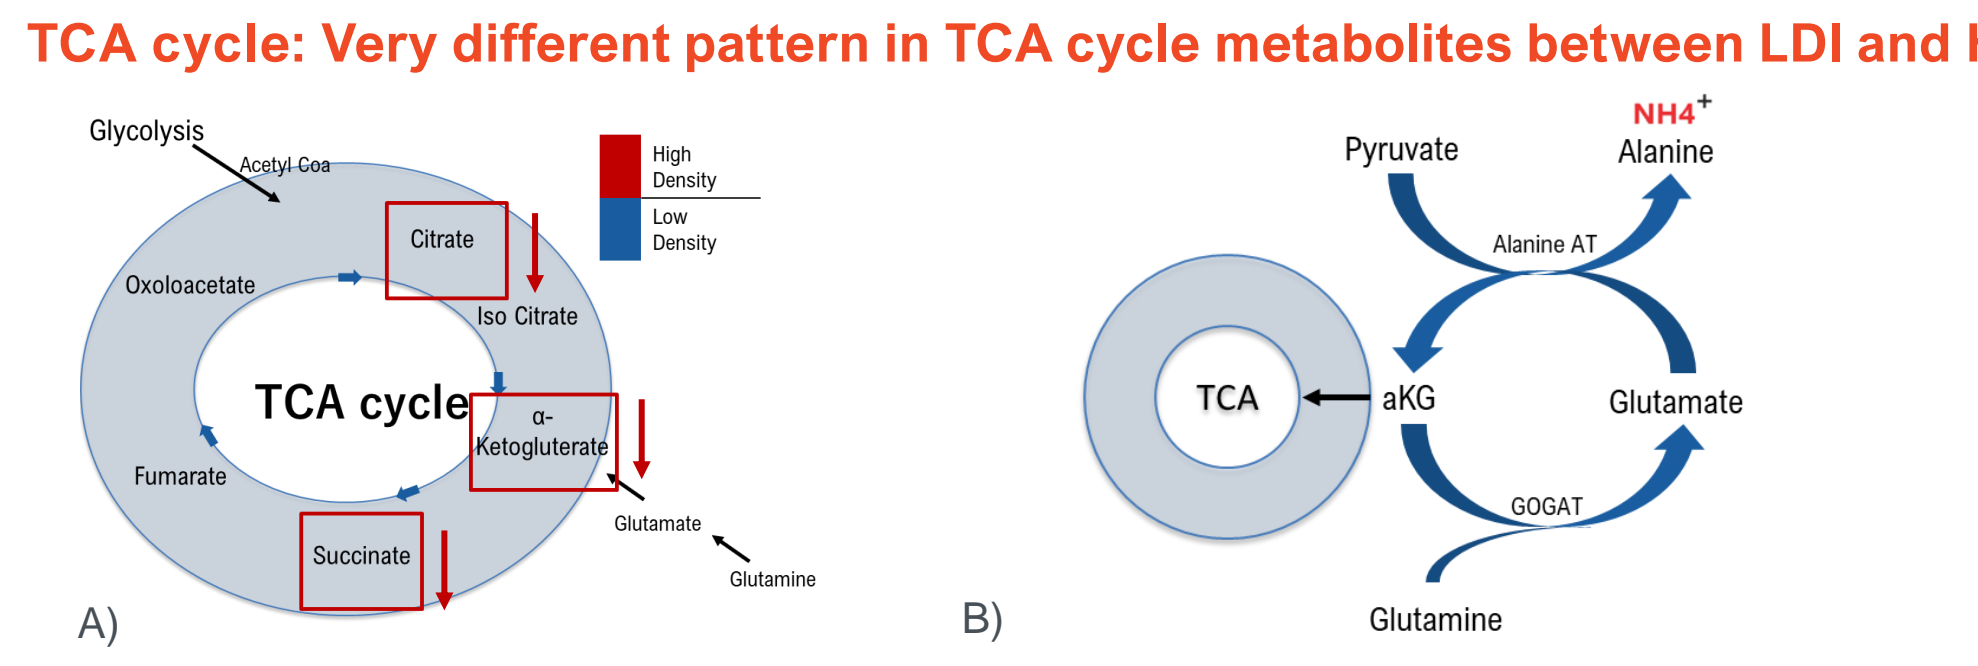 TCA cycle: Very different pattern in TCA cycle metabolites between LDI and
Glycolysis
Acetyl Coa
Citrate
Iso Citrate
Oxoloacetate
TCA cycle
α-
Ketogluterate
Fumarate
Succinate
Glutamate
Glutamine
High
Density
Low
Density
A)
NH4+
Pyruvate
Alanine
Alanine AT
TCA
aKG
Glutamate
GOGAT
Glutamine
B)